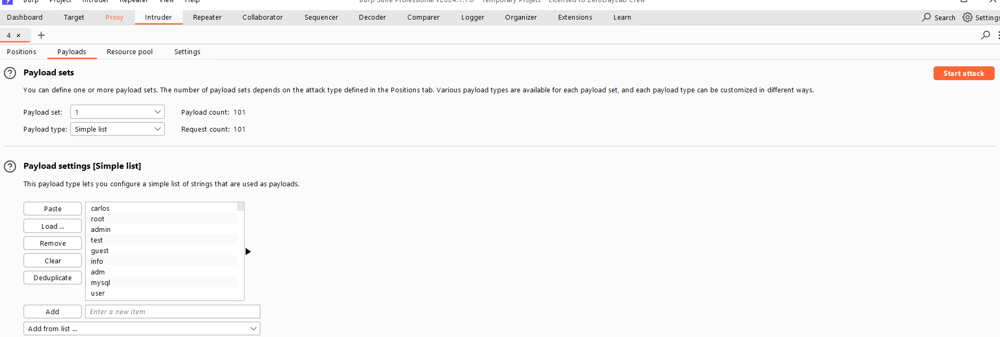 Burp Project Intruder Repeater View Help Burp Suite Professional v2024.1.1.6 - Temporary Project - Licensed to ZeroDayLab Crew
Dashboard Target Proxy Intruder Repeater Collaborator Sequencer Decoder Comparer Logger Organizer Extensions Learn Search Settings
4 × +
Positions Payloads Resource pool Settings
? Payload sets Start attack
You can define one or more payload sets. The number of payload sets depends on the attack type defined in the Positions tab. Various payload types are available for each payload set, and each payload type can be customized in different ways.
Payload set: 1 Payload count: 101
Payload type: Simple list Request count: 101
? Payload settings [Simple list]
This payload type lets you configure a simple list of strings that are used as payloads.
Paste carlos
root
Load ... admin
test
Remove guest
Clear info
adm
Deduplicate mysql
user
Add Enter a new item
Add from list ...